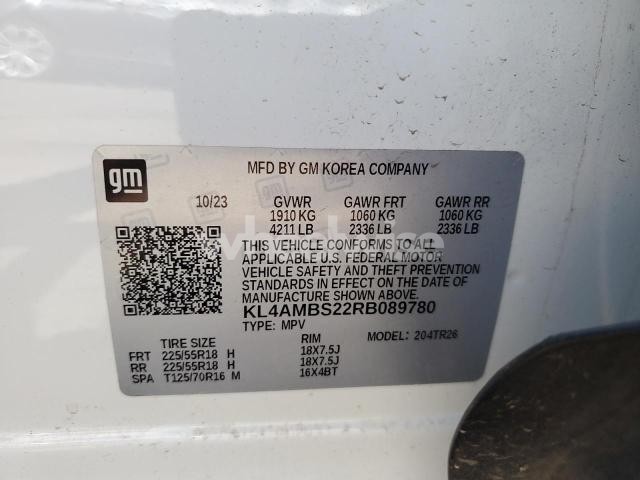 gm
MFD BY GM KOREA COMPANY
10/23 GVWR GAWR FRT GAWR RR
1910 KG 1060 KG 1060 KG
4211 LB 2336 LB 2336 LB
THIS VEHICLE CONFORMS TO ALL
APPLICABLE U.S. FEDERAL MOTOR
VEHICLE SAFETY AND THEFT PREVENTION
STANDARDS IN EFFECT ON THE DATE OF
MANUFACTURE SHOWN ABOVE.
KL4AMBS22RB089780
TYPE: MPV MODEL: 204TR26
TIRE SIZE RIM
FRT 225/55R18 H 18X7.5J
RR 225/55R18 H 18X7.5J
SPA T125/70R16 M 16X4BT